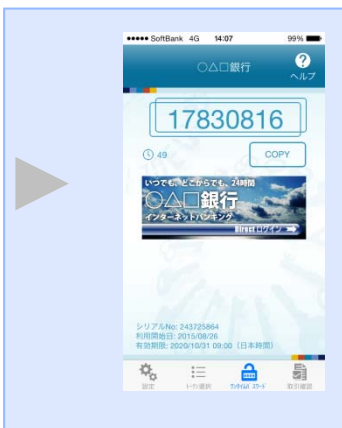 ●●●●● SoftBank 4G 14:07 99%
○△□銀行
?
ヘルプ
17830816
49
COPY
いつでも、どこからでも、24時間
○△□銀行
インターネットバンキング
Direct ログイン
シリアルNo: 243725864
利用開始日: 2015/08/26
有効期限: 2020/10/31 09:00（日本時間）
設定 トークン選択 ワンタイムパスワード 取引確認